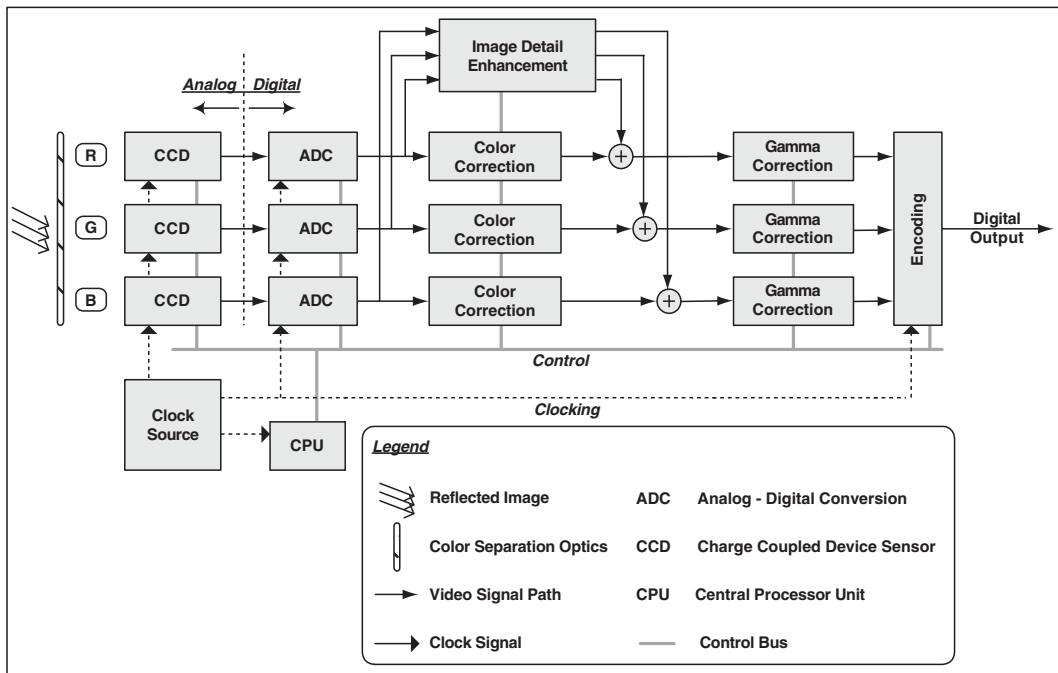 Image Detail
Enhancement
Analog Digital
R
CCD
ADC
Color
Correction
+
Gamma
Correction
G
CCD
ADC
Color
Correction
+
Gamma
Correction
Encoding
Digital
Output
B
CCD
ADC
Color
Correction
+
Gamma
Correction
Control
Clocking
Clock
Source
CPU
Legend
Reflected Image
ADC Analog - Digital Conversion
Color Separation Optics
CCD Charge Coupled Device Sensor
Video Signal Path
CPU Central Processor Unit
Clock Signal
Control Bus